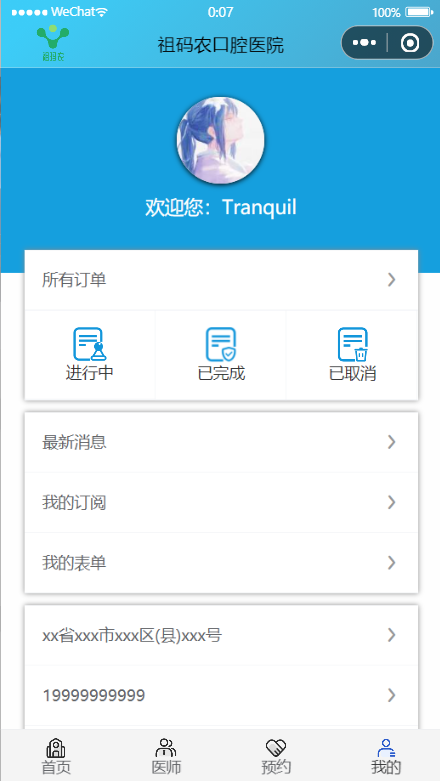 WeChat
0:07
100%
祖码农
祖码农口腔医院
欢迎您：Tranquil
所有订单
进行中
已完成
已取消
最新消息
我的订阅
我的表单
xx省xxx市xxx区(县)xxx号
19999999999
首页
医师
预约
我的